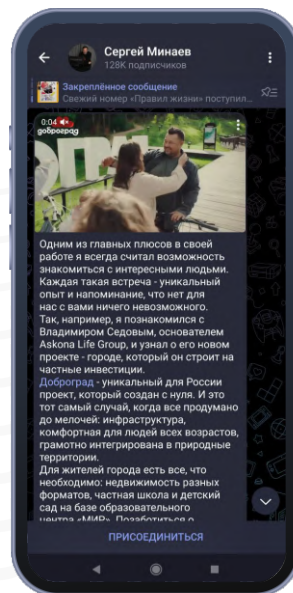 Сергей Минаев
128K подписчиков
Закреплённое сообщение
Свежий номер «Правил жизни» поступил...
0:04
доброград
Одним из главных плюсов в своей
работе я всегда считал возможность
знакомиться с интересными людьми.
Каждая такая встреча - уникальный
опыт и напоминание, что нет для
нас с вами ничего невозможного.
Так, например, я познакомился с
Владимиром Седовым, основателем
Askona Life Group, и узнал о его новом
проекте - городе, который он строит на
частные инвестиции.
Доброград - уникальный для России
проект, который создан с нуля. И это
тот самый случай, когда все продумано
до мелочей: инфраструктура,
комфортная для людей всех возрастов,
грамотно интегрирована в природные
территории.
Для жителей города есть все, что
необходимо: недвижимость разных
форматов, частная школа и детский
сад на базе образовательного
центра «МИР». Позаботиться о
ПРИСОЕДИНИТЬСЯ